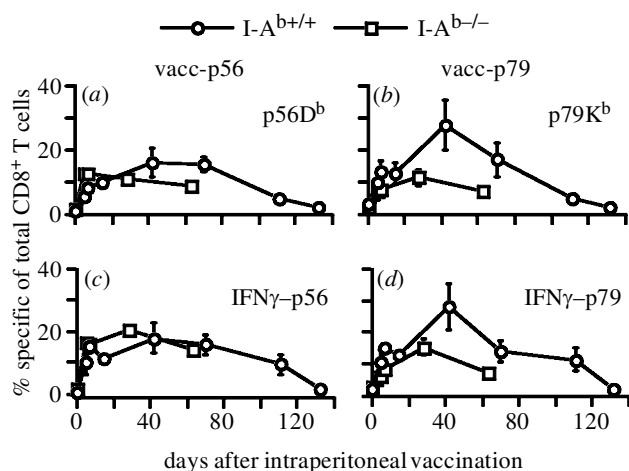 I-A^b+/+ I-A^b–/–
vacc-p56 vacc-p79
% specific of total CD8⁺ T cells
(a) p56D^b
(b) p79K^b
40
20
0
(c) IFNγ–p56
(d) IFNγ–p79
40
20
0
0 40 80 120 0 40 80 120
days after intraperitoneal vaccination